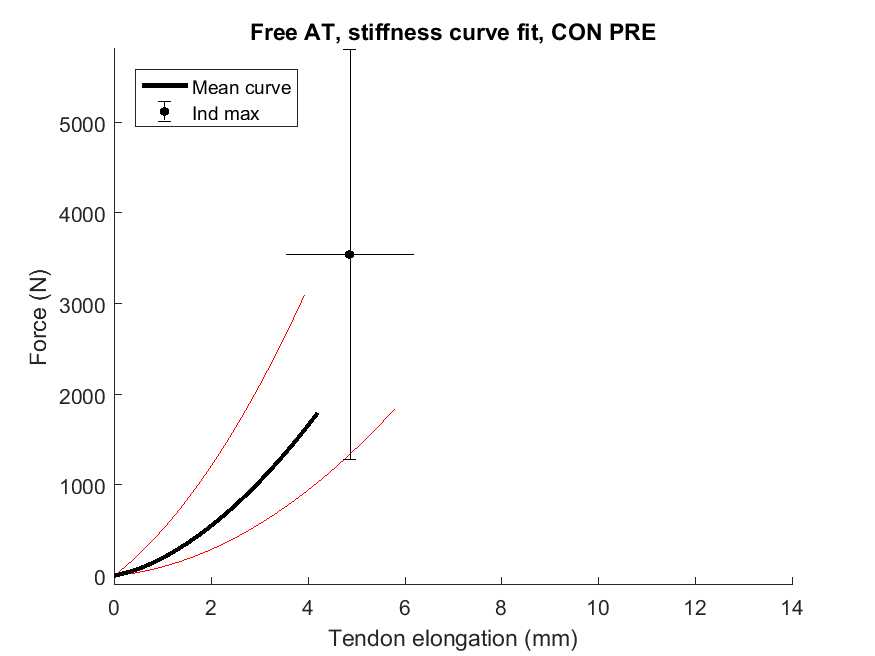 Free AT, stiffness curve fit, CON PRE
Mean curve
Ind max
5000
4000
3000
2000
1000
0
Force (N)
0 2 4 6 8 10 12 14
Tendon elongation (mm)